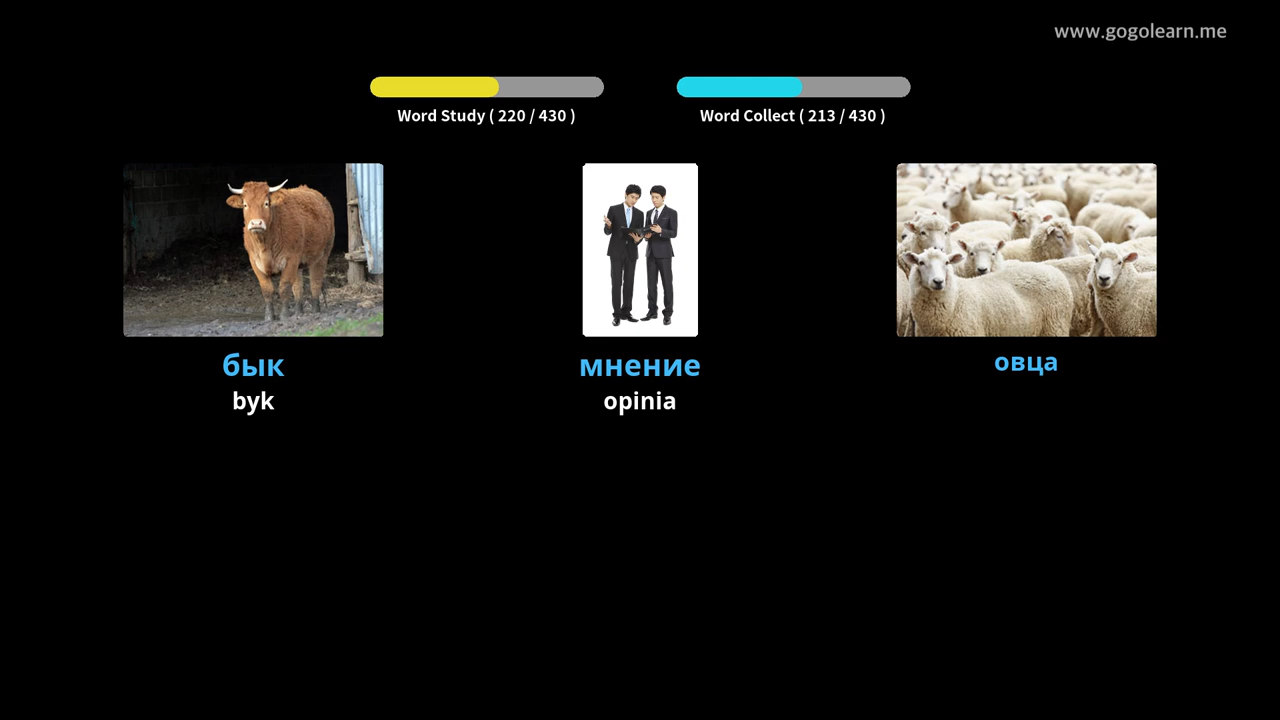 www.gogolearn.me
Word Study ( 220 / 430 )
Word Collect ( 213 / 430 )
бык
byk
мнение
opinia
овца